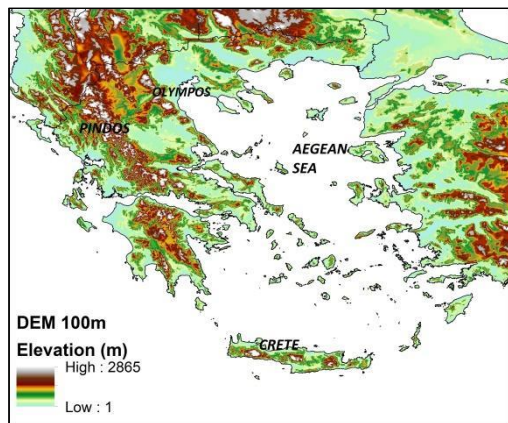 OLYMPOS
PINDOS
AEGEAN
SEA
CRETE
DEM 100m
Elevation (m)
High : 2865
Low : 1